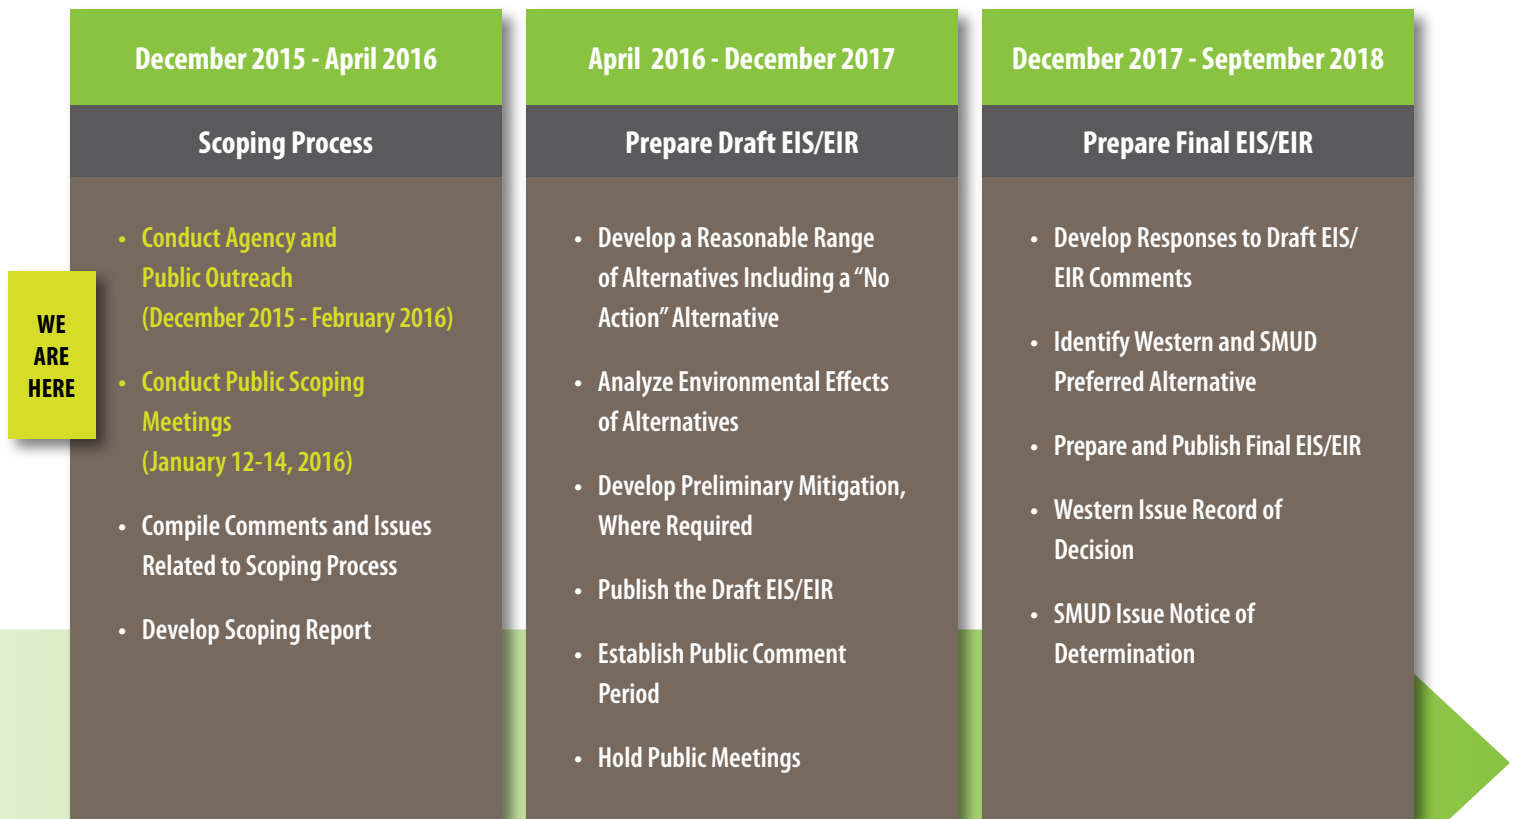 December 2015 - April 2016
Scoping Process
WE
ARE
HERE
• Conduct Agency and
Public Outreach
(December 2015 - February 2016)
• Conduct Public Scoping
Meetings
(January 12-14, 2016)
• Compile Comments and Issues
Related to Scoping Process
• Develop Scoping Report
April 2016 - December 2017
Prepare Draft EIS/EIR
• Develop a Reasonable Range
of Alternatives Including a “No
Action” Alternative
• Analyze Environmental Effects
of Alternatives
• Develop Preliminary Mitigation,
Where Required
• Publish the Draft EIS/EIR
• Establish Public Comment
Period
• Hold Public Meetings
December 2017 - September 2018
Prepare Final EIS/EIR
• Develop Responses to Draft EIS/
EIR Comments
• Identify Western and SMUD
Preferred Alternative
• Prepare and Publish Final EIS/EIR
• Western Issue Record of
Decision
• SMUD Issue Notice of
Determination